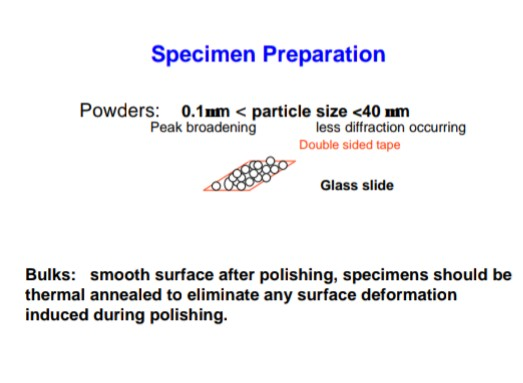 Specimen Preparation
Powders: 0.1mm < particle size <40 mm
Peak broadening less diffraction occurring
Double sided tape
Glass slide
Bulks: smooth surface after polishing, specimens should be
thermal annealed to eliminate any surface deformation
induced during polishing.